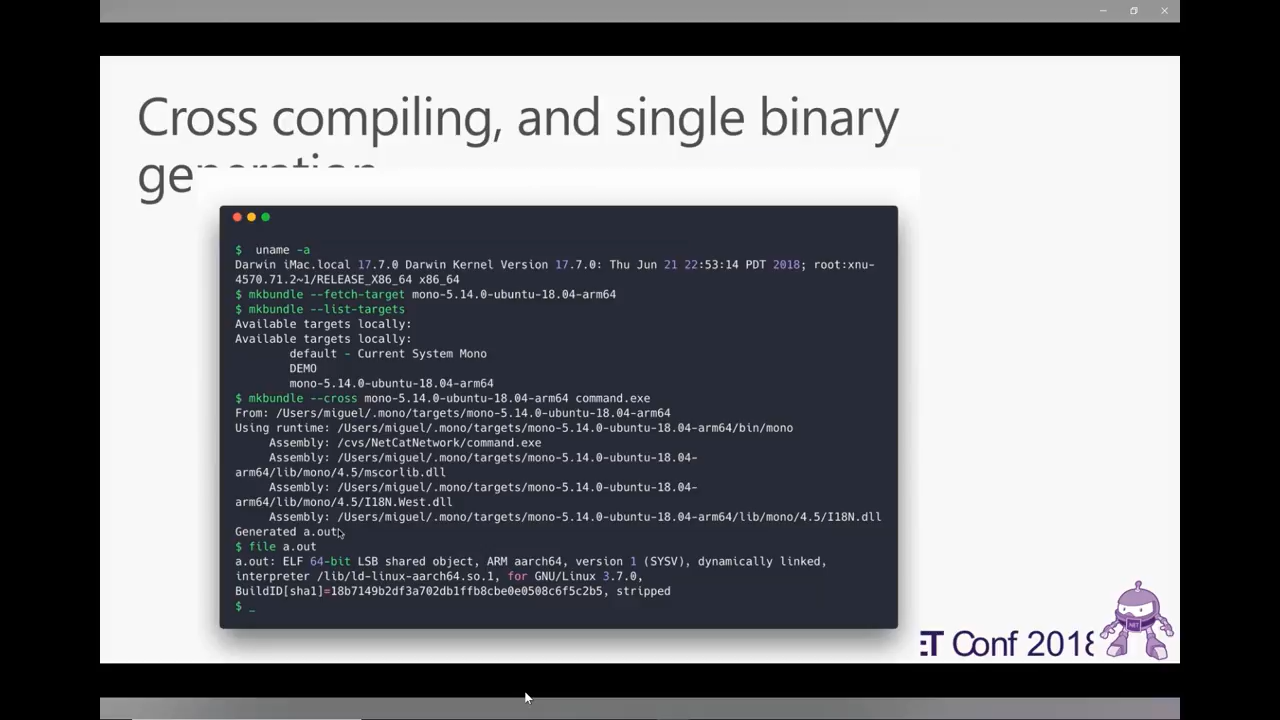 Cross compiling, and single binary
generation
$ uname -a
Darwin iMac.local 17.7.0 Darwin Kernel Version 17.7.0: Thu Jun 21 22:53:14 PDT 2018; root:xnu-
4570.71.2~1/RELEASE_X86_64 x86_64
$ mkbundle --fetch-target mono-5.14.0-ubuntu-18.04-arm64
$ mkbundle --list-targets
Available targets locally:
Available targets locally:
default - Current System Mono
DEMO
mono-5.14.0-ubuntu-18.04-arm64
$ mkbundle --cross mono-5.14.0-ubuntu-18.04-arm64 command.exe
From: /Users/miguel/.mono/targets/mono-5.14.0-ubuntu-18.04-arm64
Using runtime: /Users/miguel/.mono/targets/mono-5.14.0-ubuntu-18.04-arm64/bin/mono
Assembly: /cvs/NetCatNetwork/command.exe
Assembly: /Users/miguel/.mono/targets/mono-5.14.0-ubuntu-18.04-
arm64/lib/mono/4.5/mscorlib.dll
Assembly: /Users/miguel/.mono/targets/mono-5.14.0-ubuntu-18.04-
arm64/lib/mono/4.5/I18N.West.dll
Assembly: /Users/miguel/.mono/targets/mono-5.14.0-ubuntu-18.04-arm64/lib/mono/4.5/I18N.dll
Generated a.out
$ file a.out
a.out: ELF 64-bit LSB shared object, ARM aarch64, version 1 (SYSV), dynamically linked,
interpreter /lib/ld-linux-aarch64.so.1, for GNU/Linux 3.7.0,
BuildID[sha1]=18b7149b2df3a702db1ffb8cbe0e0508c6f5c2b5, stripped
$ _
.NET
ET Conf 2018